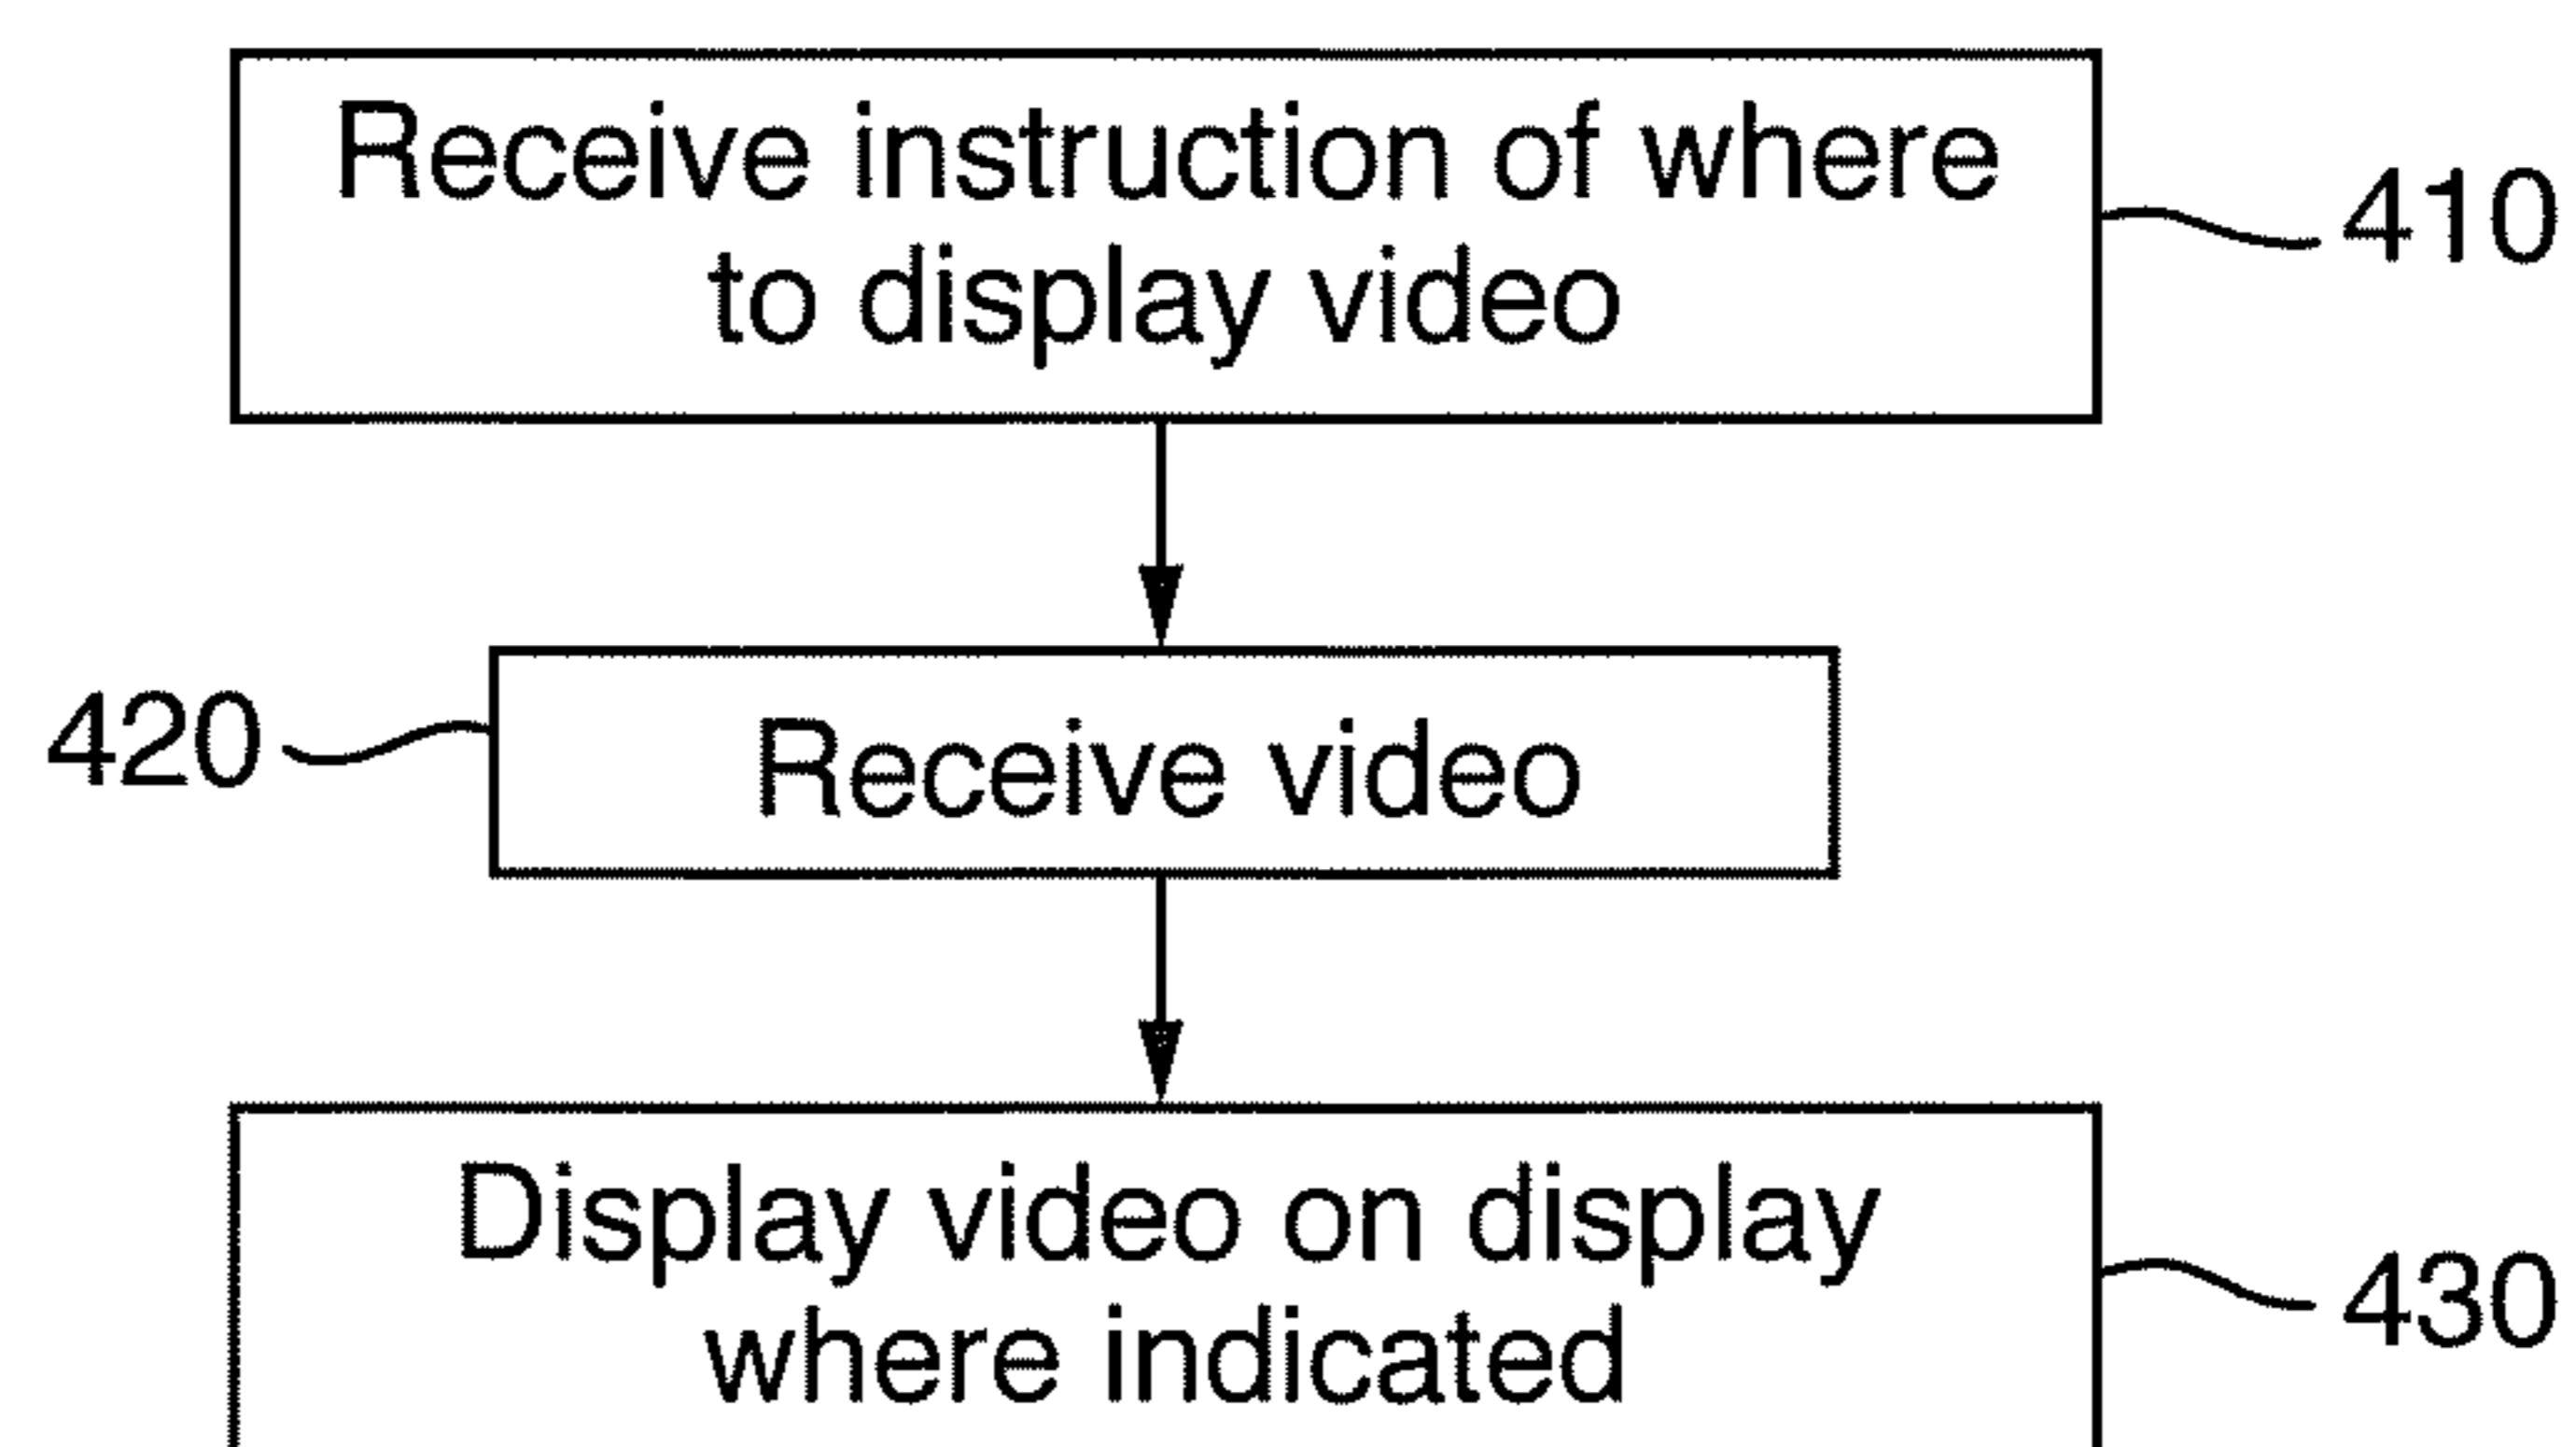 Receive instruction of where
to display video
410
420
Receive video
Display video on display
where indicated
430